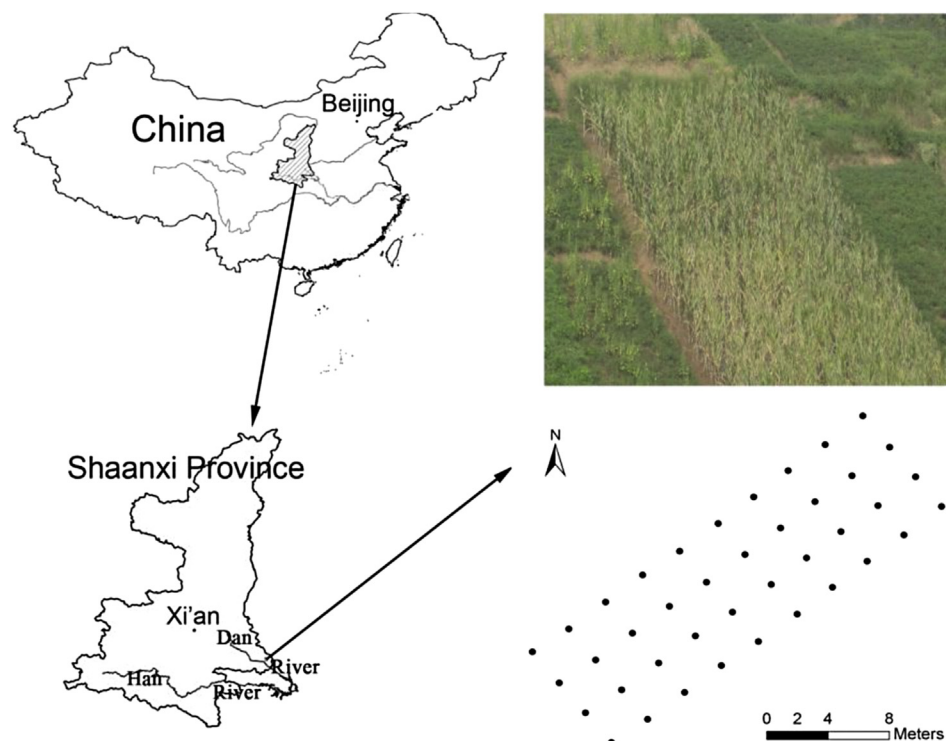 Beijing
China
Shaanxi Province
Xi'an
Dan
River
Han
River
N
0 2 4 8
Meters